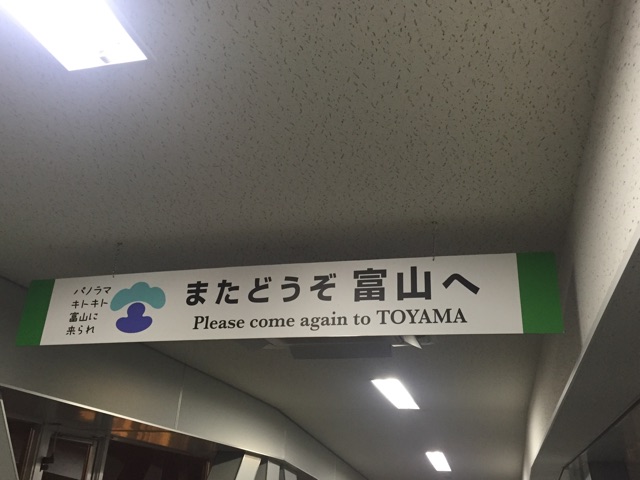 パノラマ
キトキト
富山に
来られ
またどうぞ富山へ
Please come again to TOYAMA